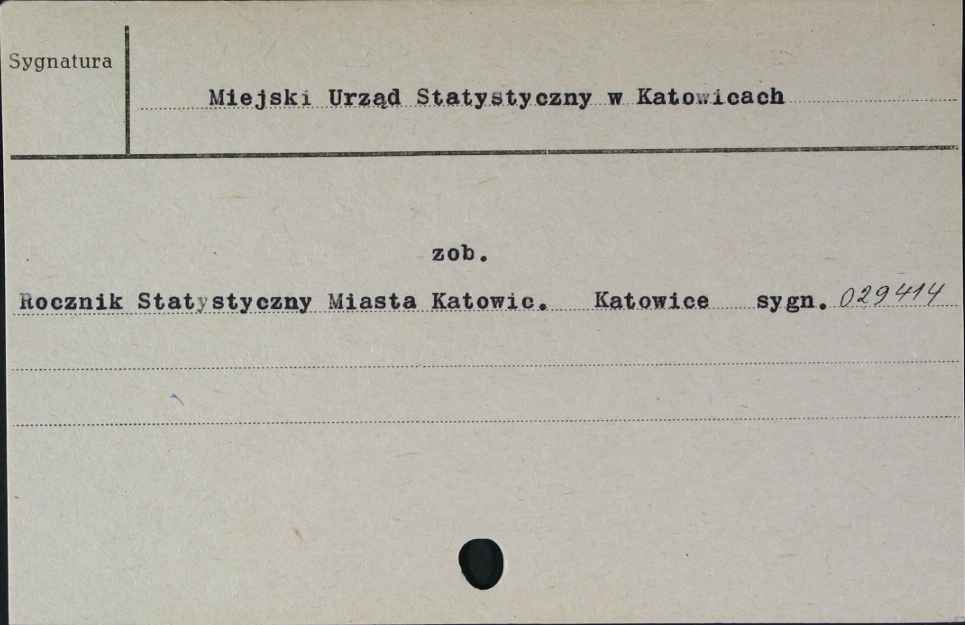 Sygnatura
Miejski Urząd Statystyczny w Katowicach
zob.
Rocznik Statystyczny Miasta Katowic. Katowice sygn. 029414